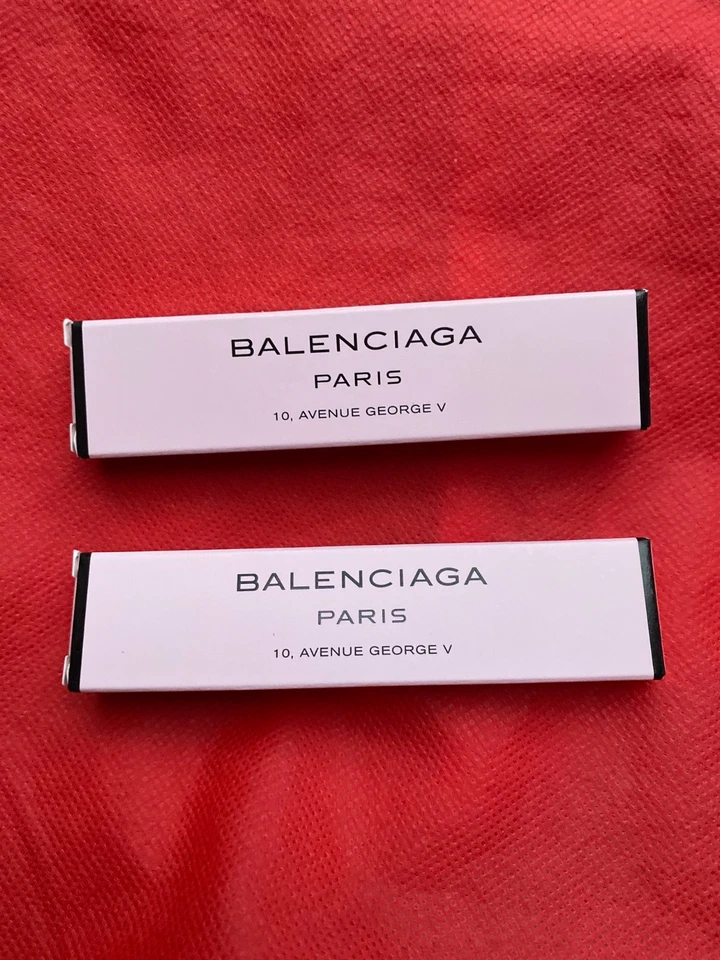 BALENCIAGA
PARIS
10, AVENUE GEORGE V
BALENCIAGA
PARIS
10, AVENUE GEORGE V